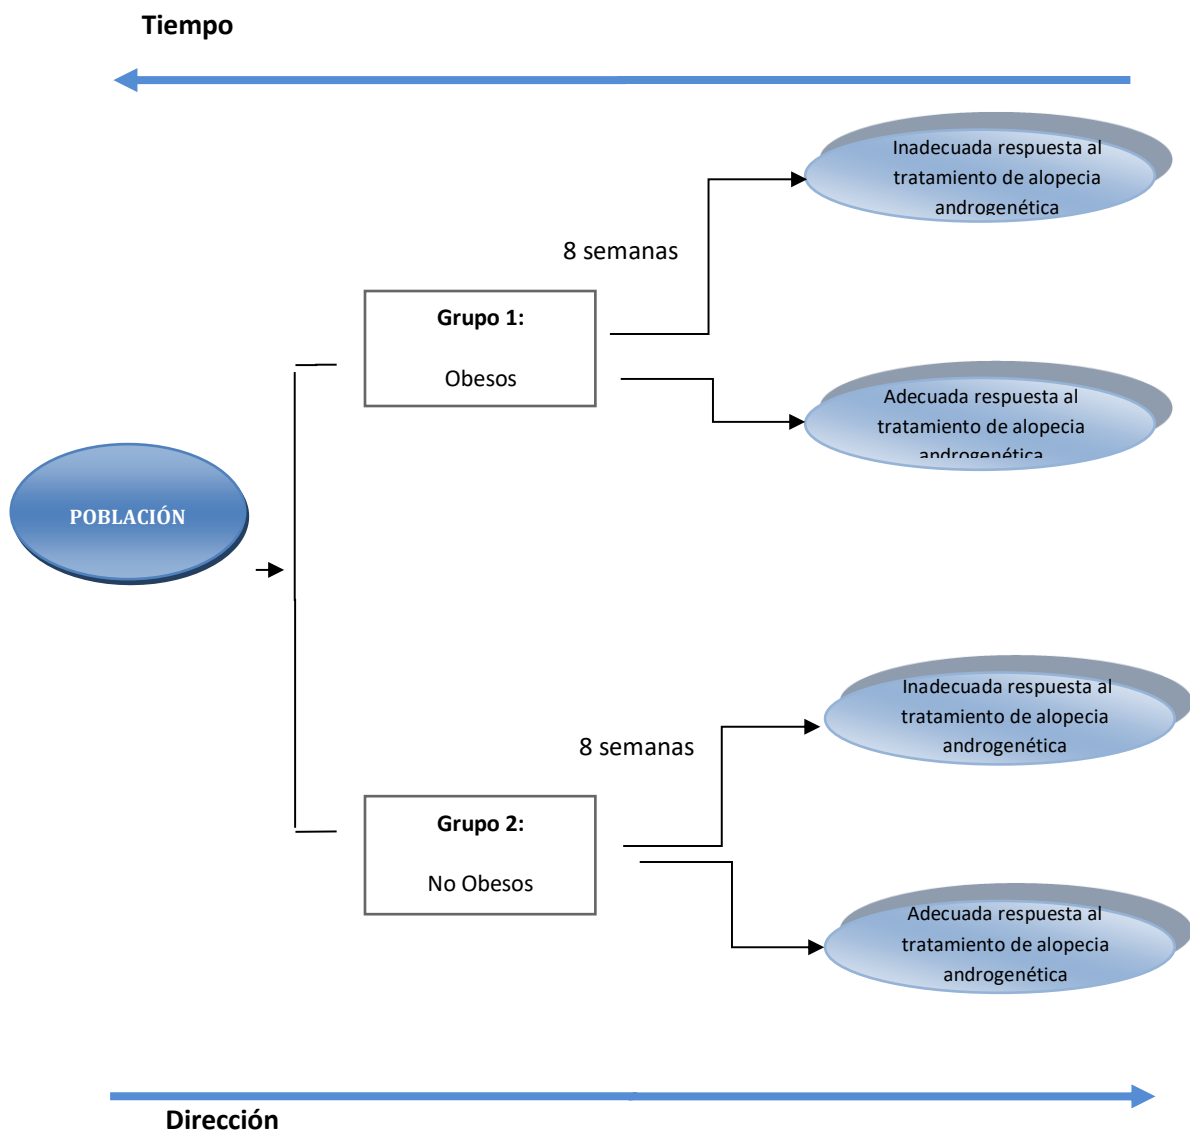 Tiempo
Inadecuada respuesta al
tratamiento de alopecia
androgenética
8 semanas
Grupo 1:
Obesos
Adecuada respuesta al
tratamiento de alopecia
androgenética
POBLACIÓN
Inadecuada respuesta al
tratamiento de alopecia
androgenética
8 semanas
Grupo 2:
No Obesos
Adecuada respuesta al
tratamiento de alopecia
androgenética
Dirección